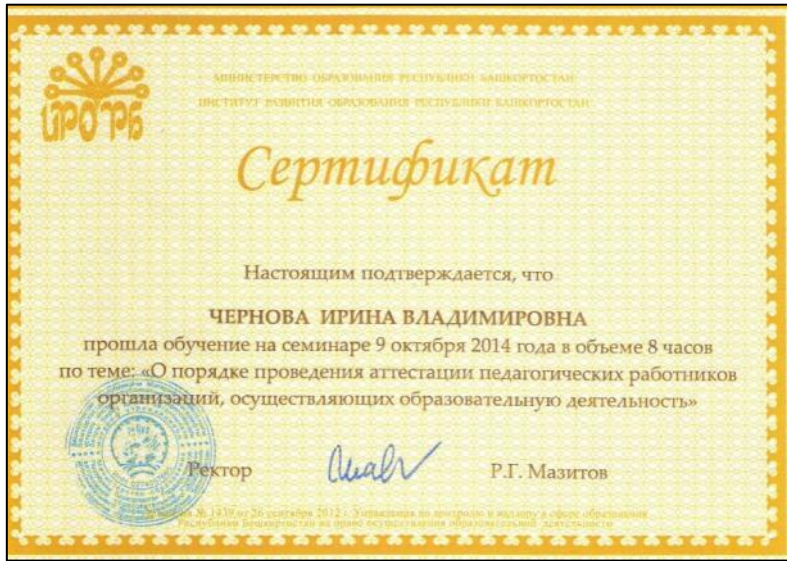 МИНИСТЕРСТВО ОБРАЗОВАНИЯ РЕСПУБЛИКИ БАШКОРТОСТАН
ИНСТИТУТ РАЗВИТИЯ ОБРАЗОВАНИЯ РЕСПУБЛИКИ БАШКОРТОСТАН
ИРО РБ
Сертификат
Настоящим подтверждается, что
ЧЕРНОВА ИРИНА ВЛАДИМИРОВНА
прошла обучение на семинаре 9 октября 2014 года в объеме 8 часов
по теме: «О порядке проведения аттестации педагогических работников
организаций, осуществляющих образовательную деятельность»
Ректор Р.Г. Мазитов
№ 1439 от 26 сентября 2012 г. Управления по контролю и надзору в сфере образования
Республики Башкортостан на право осуществления образовательной деятельности